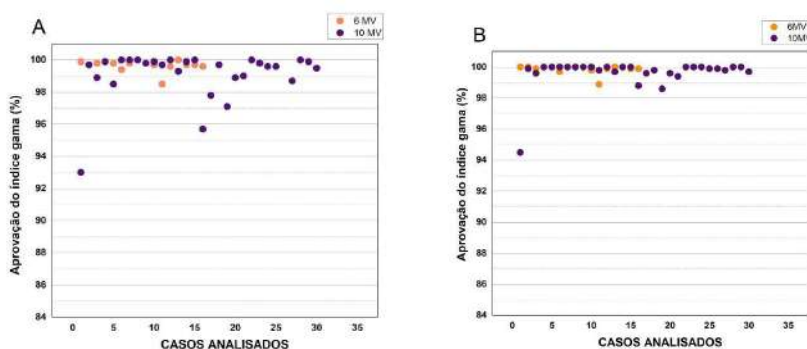 A
6 MV
10 MV
Aprovação do índice gama (%)
100
98
96
94
92
90
88
86
84
0 5 10 15 20 25 30 35
CASOS ANALISADOS
B
6MV
10MV
Aprovação do índice gama (%)
100
98
96
94
92
90
88
86
84
0 5 10 15 20 25 30 35
CASOS ANALISADOS